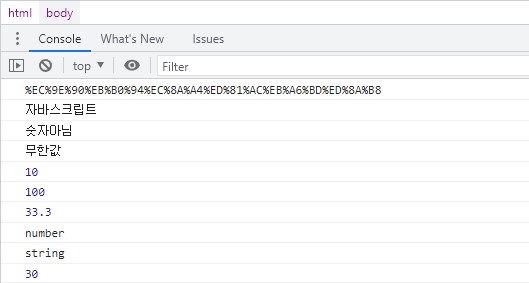 html body
Console What's New Issues
top Filter
%EC%9E%90%EB%B0%94%EC%8A%A4%ED%81%AC%EB%A6%BD%ED%8A%B8
자바스크립트
숫자아님
무한값
10
100
33.3
number
string
30